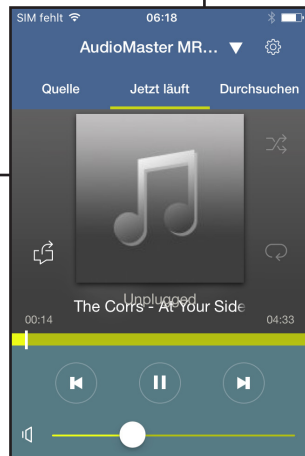 SIM fehlt 06:18
AudioMaster MR... ▼
Quelle Jetzt läuft Durchsuchen
Unplugged
The Corrs - At Your Side
00:14 04:33